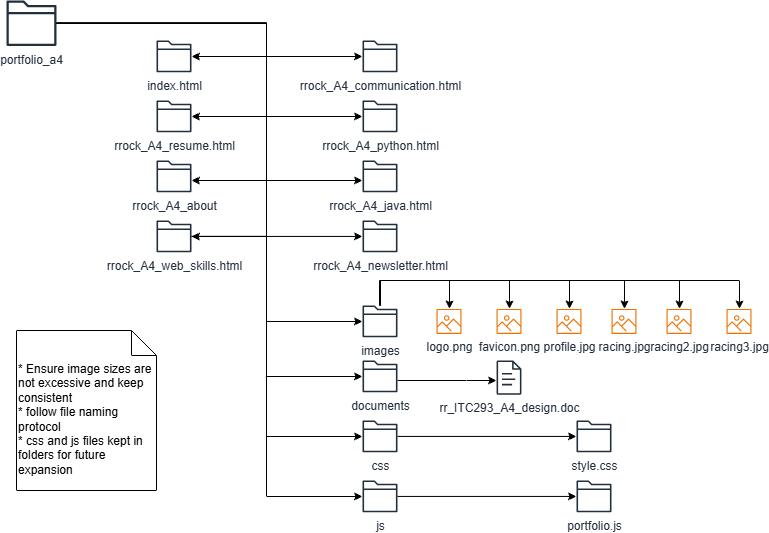 portfolio_a4
index.html
rrock_A4_communication.html
rrock_A4_resume.html
rrock_A4_python.html
rrock_A4_about
rrock_A4_java.html
rrock_A4_web_skills.html
rrock_A4_newsletter.html
images
logo.png
favicon.png
profile.jpg
racing.jpg
racing2.jpg
racing3.jpg
* Ensure image sizes are
not excessive and keep
consistent
* follow file naming
protocol
* css and js files kept in
folders for future
expansion
documents
rr_ITC293_A4_design.doc
css
style.css
js
portfolio.js